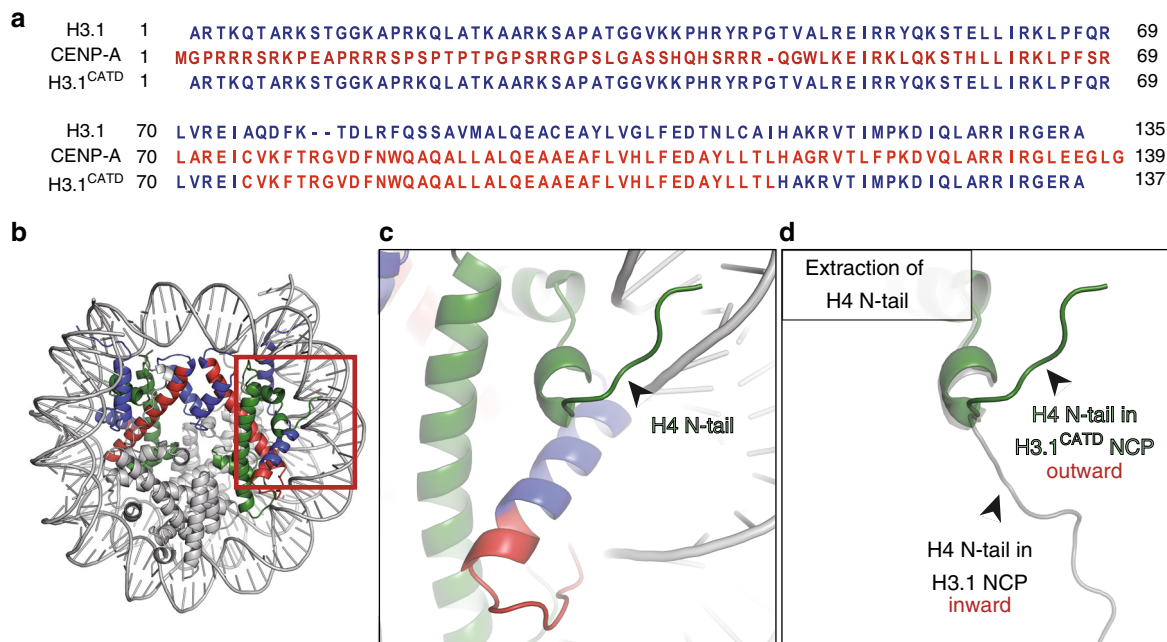 a
H3.1 1 ARTKQTARKSTGGKAPRKQLATKAARKSAPATGGVKKPHRYRPGTVALREIRRYQKSTELLIRKLPFQR 69
CENP-A 1 MGPRRRSRKPEAPRRRSPSPTPTPGPSRRGPSLGASSHQHSRRR-QGWLKEIRKLQKSTHLLIRKLPFSR 69
H3.1CATD 1 ARTKQTARKSTGGKAPRKQLATKAARKSAPATGGVKKPHRYRPGTVALREIRRYQKSTELLIRKLPFQR 69
H3.1 70 LVREIAQDFK--TDLRFQSSAVMALQEACEAYLVGLFEDTNLCAIHAKRVTIMPKDIQLARRIRGERA 135
CENP-A 70 LAREICVKFTRGVDFNWQAQALLALQEAAEAFLVHLFEDAYLLTLHAGRVTLFPKDVQLARRIRGLEEGLG 139
H3.1CATD 70 LVREICVKFTRGVDFNWQAQALLALQEAAEAFLVHLFEDAYLLTLHAKRVTIMPKDIQLARRIRGERA 137
b
c
d
H4 N-tail
Extraction of
H4 N-tail
H4 N-tail in
H3.1CATD NCP
outward
H4 N-tail in
H3.1 NCP
inward